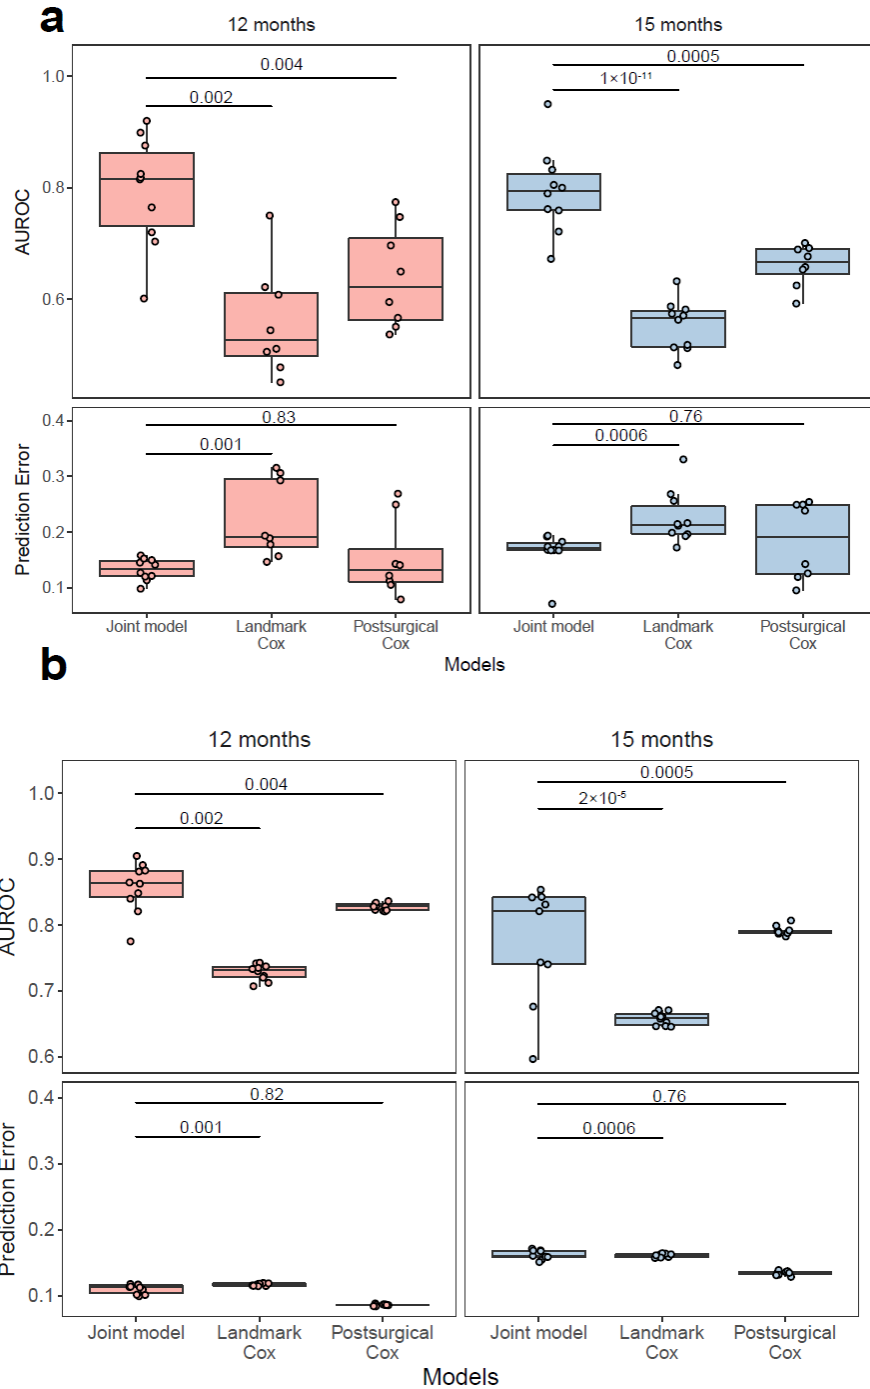 a
12 months
15 months
AUROC
1.0
0.8
0.6
0.004
0.002
0.0005
1×10⁻¹¹
Prediction Error
0.4
0.3
0.2
0.1
0.83
0.001
0.76
0.0006
Joint model
Landmark
Cox
Postsurgical
Cox
Joint model
Landmark
Cox
Postsurgical
Cox
Models
b
12 months
15 months
AUROC
1.0
0.9
0.8
0.7
0.6
0.004
0.002
0.0005
2×10⁻⁵
Prediction Error
0.4
0.3
0.2
0.1
0.82
0.001
0.76
0.0006
Joint model
Landmark
Cox
Postsurgical
Cox
Joint model
Landmark
Cox
Postsurgical
Cox
Models